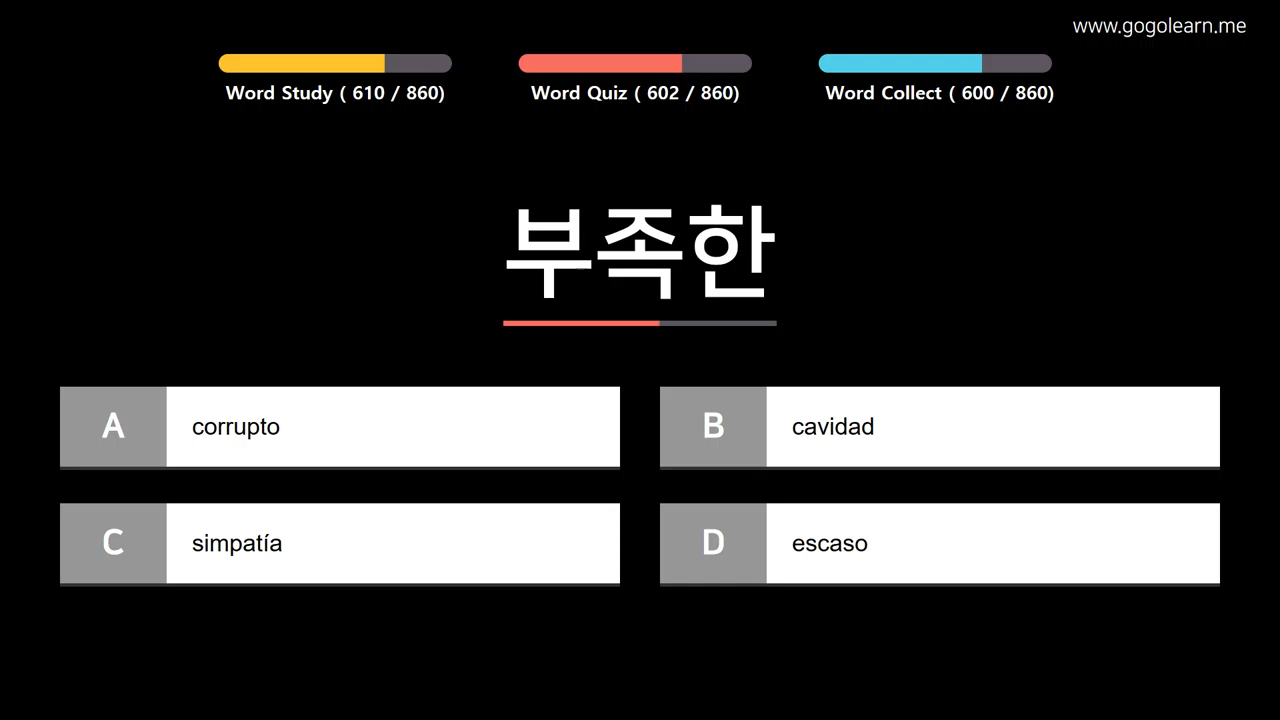 www.gogolearn.me
Word Study ( 610 / 860)
Word Quiz ( 602 / 860)
Word Collect ( 600 / 860)
부족한
A corrupto
B cavidad
C simpatía
D escaso